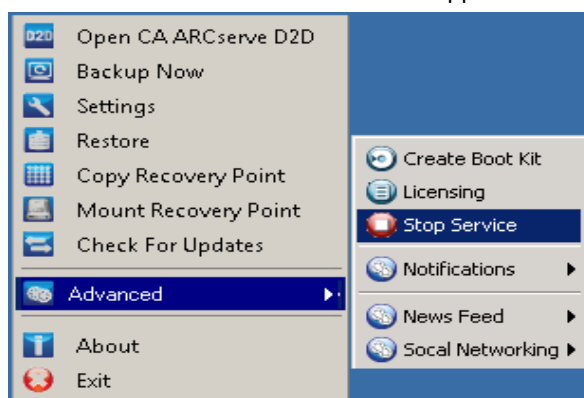 D2D Open CA ARCserve D2D
Backup Now
Settings
Restore
Copy Recovery Point
Mount Recovery Point
Check For Updates
Advanced
About
Exit
Create Boot Kit
Licensing
Stop Service
Notifications
News Feed
Socal Networking